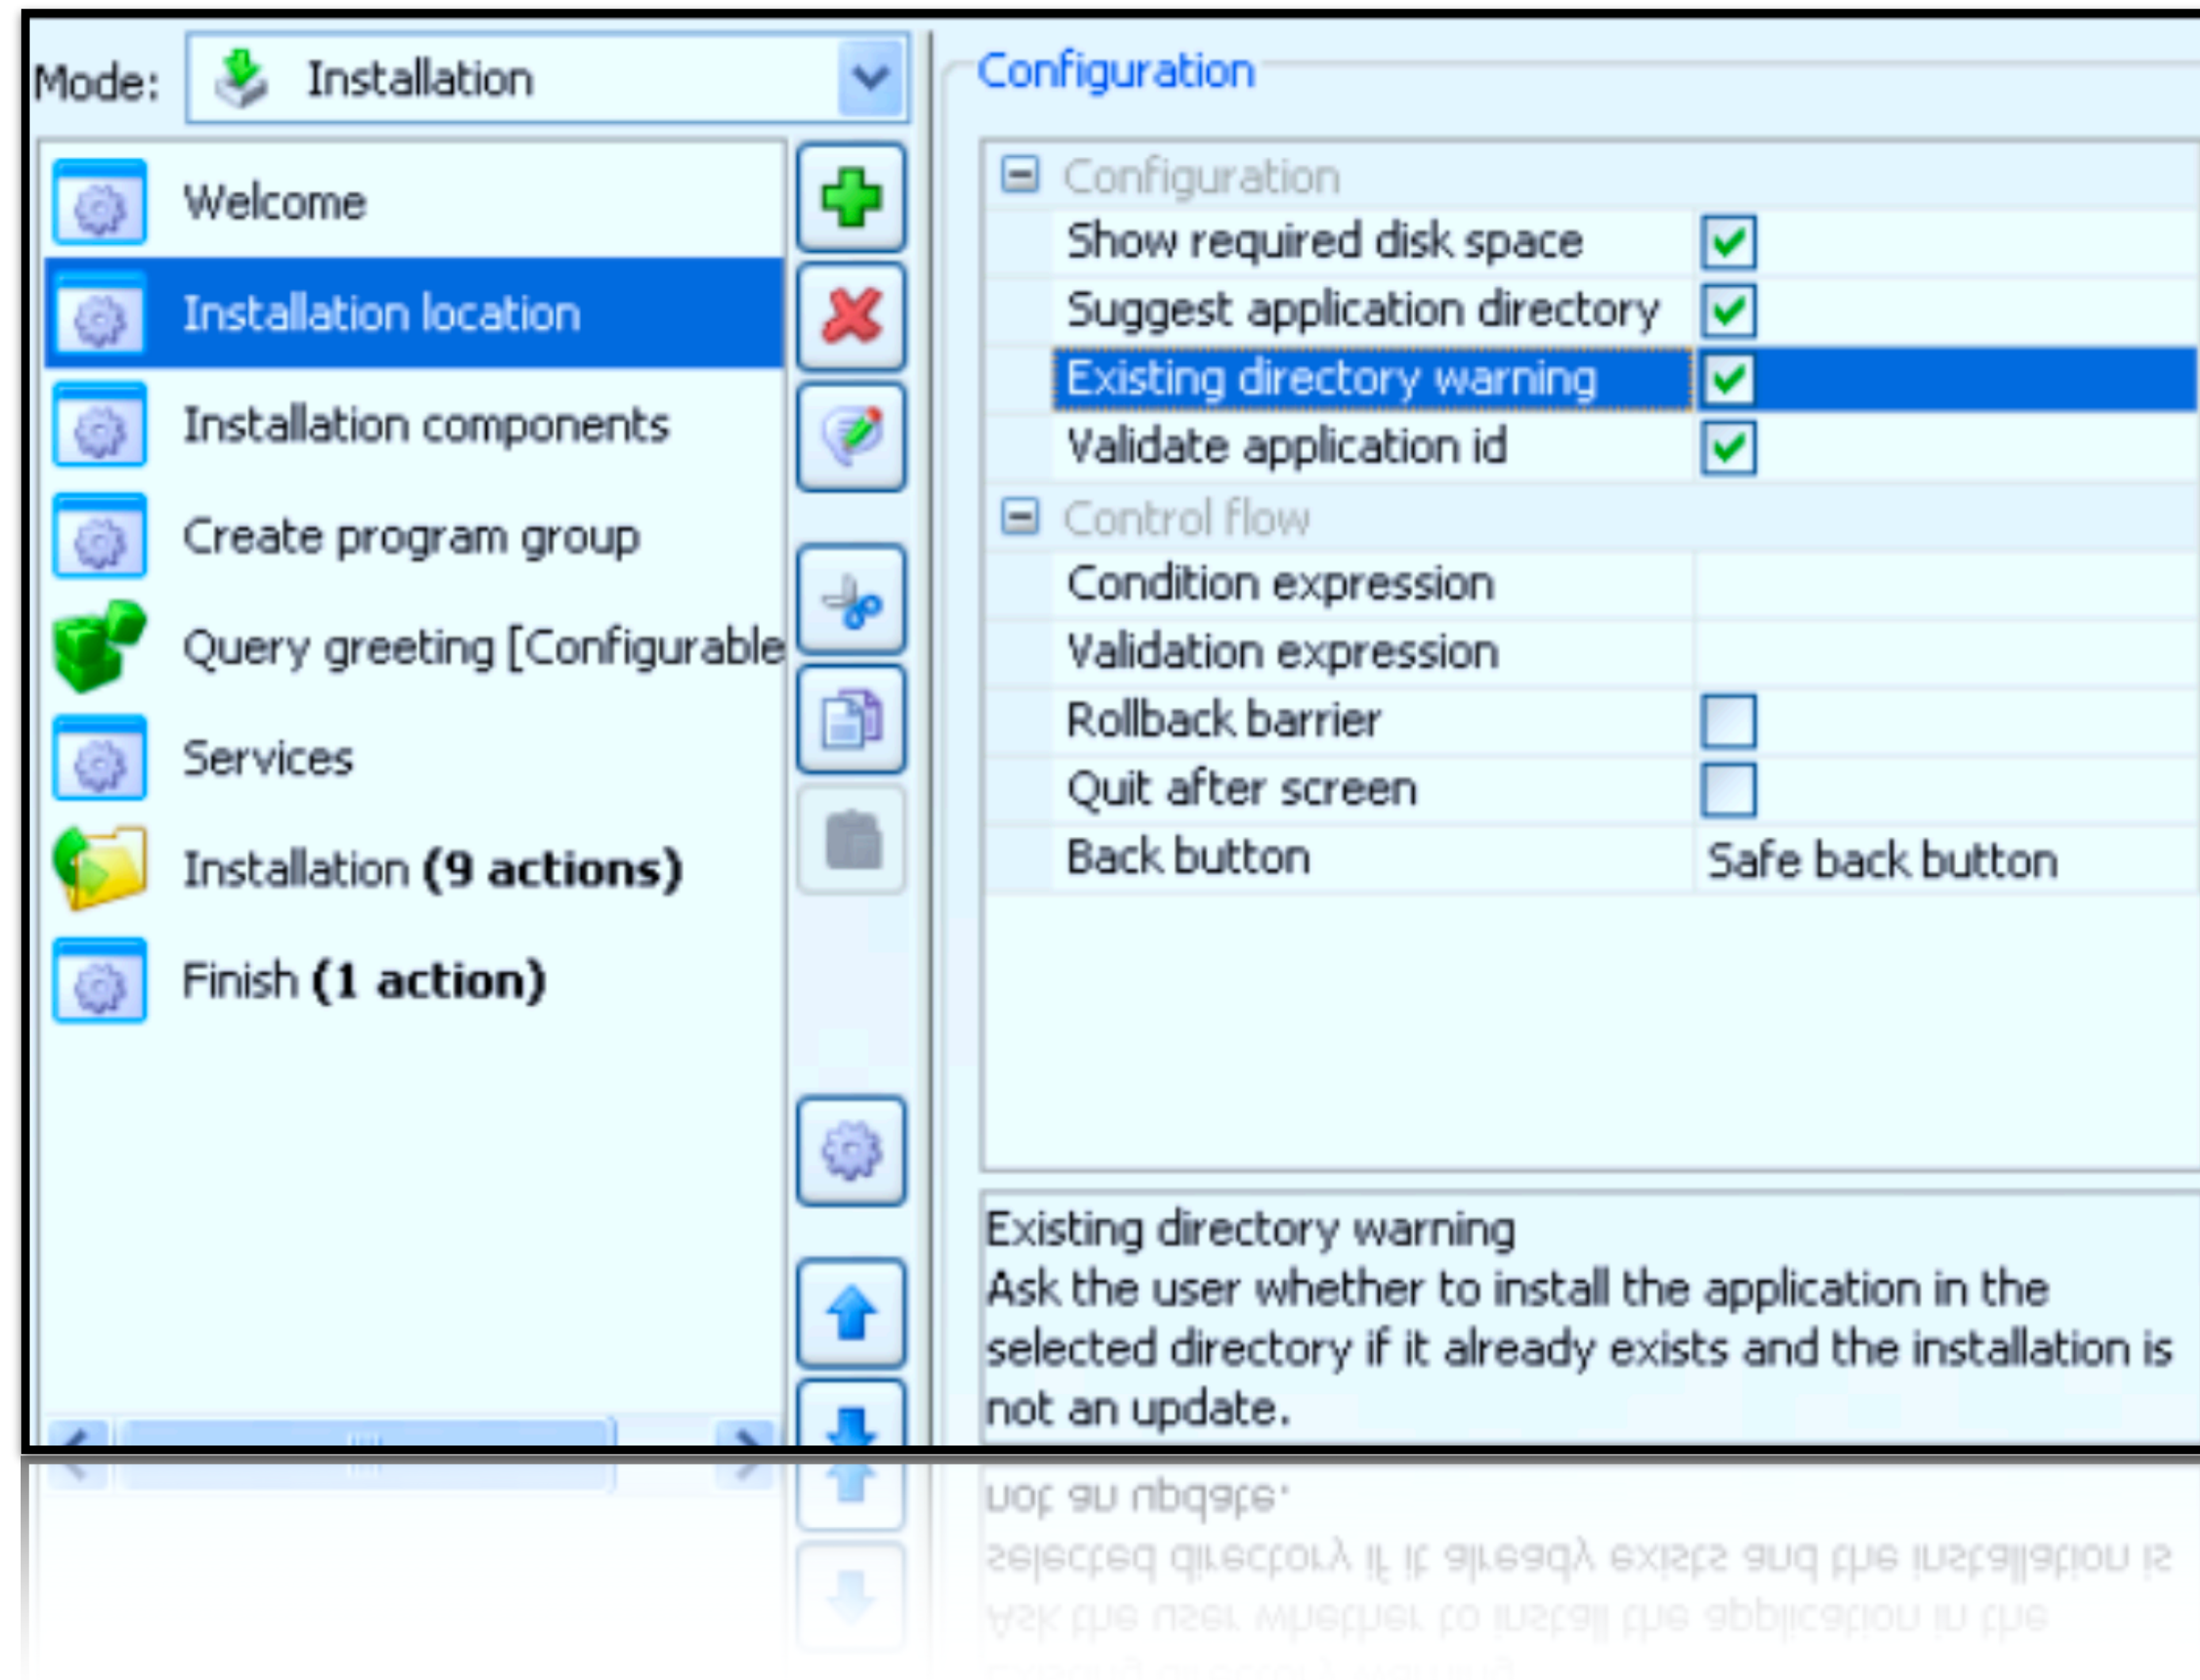 Mode:
Installation
Welcome
Installation location
Installation components
Create program group
Query greeting [Configurable
Services
Installation (9 actions)
Finish (1 action)
Configuration
Configuration
Show required disk space
Suggest application directory
Existing directory warning
Validate application id
Control flow
Condition expression
Validation expression
Rollback barrier
Quit after screen
Back button Safe back button
Existing directory warning
Ask the user whether to install the application in the
selected directory if it already exists and the installation is
not an update.